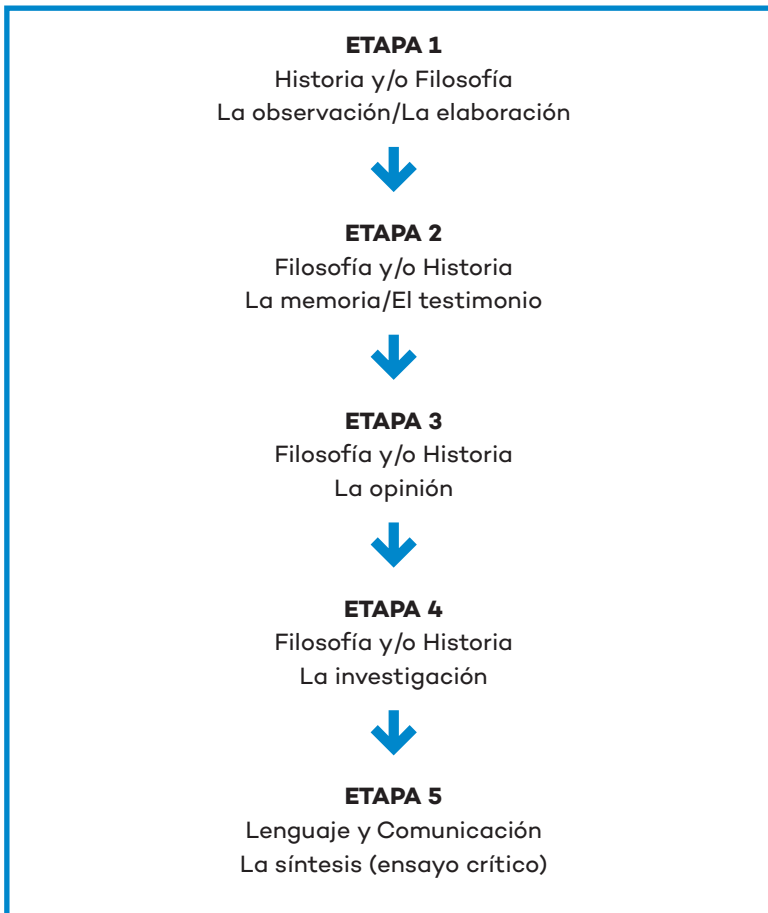 ETAPA 1
Historia y/o Filosofía
La observación/La elaboración
ETAPA 2
Filosofía y/o Historia
La memoria/El testimonio
ETAPA 3
Filosofía y/o Historia
La opinión
ETAPA 4
Filosofía y/o Historia
La investigación
ETAPA 5
Lenguaje y Comunicación
La síntesis (ensayo crítico)